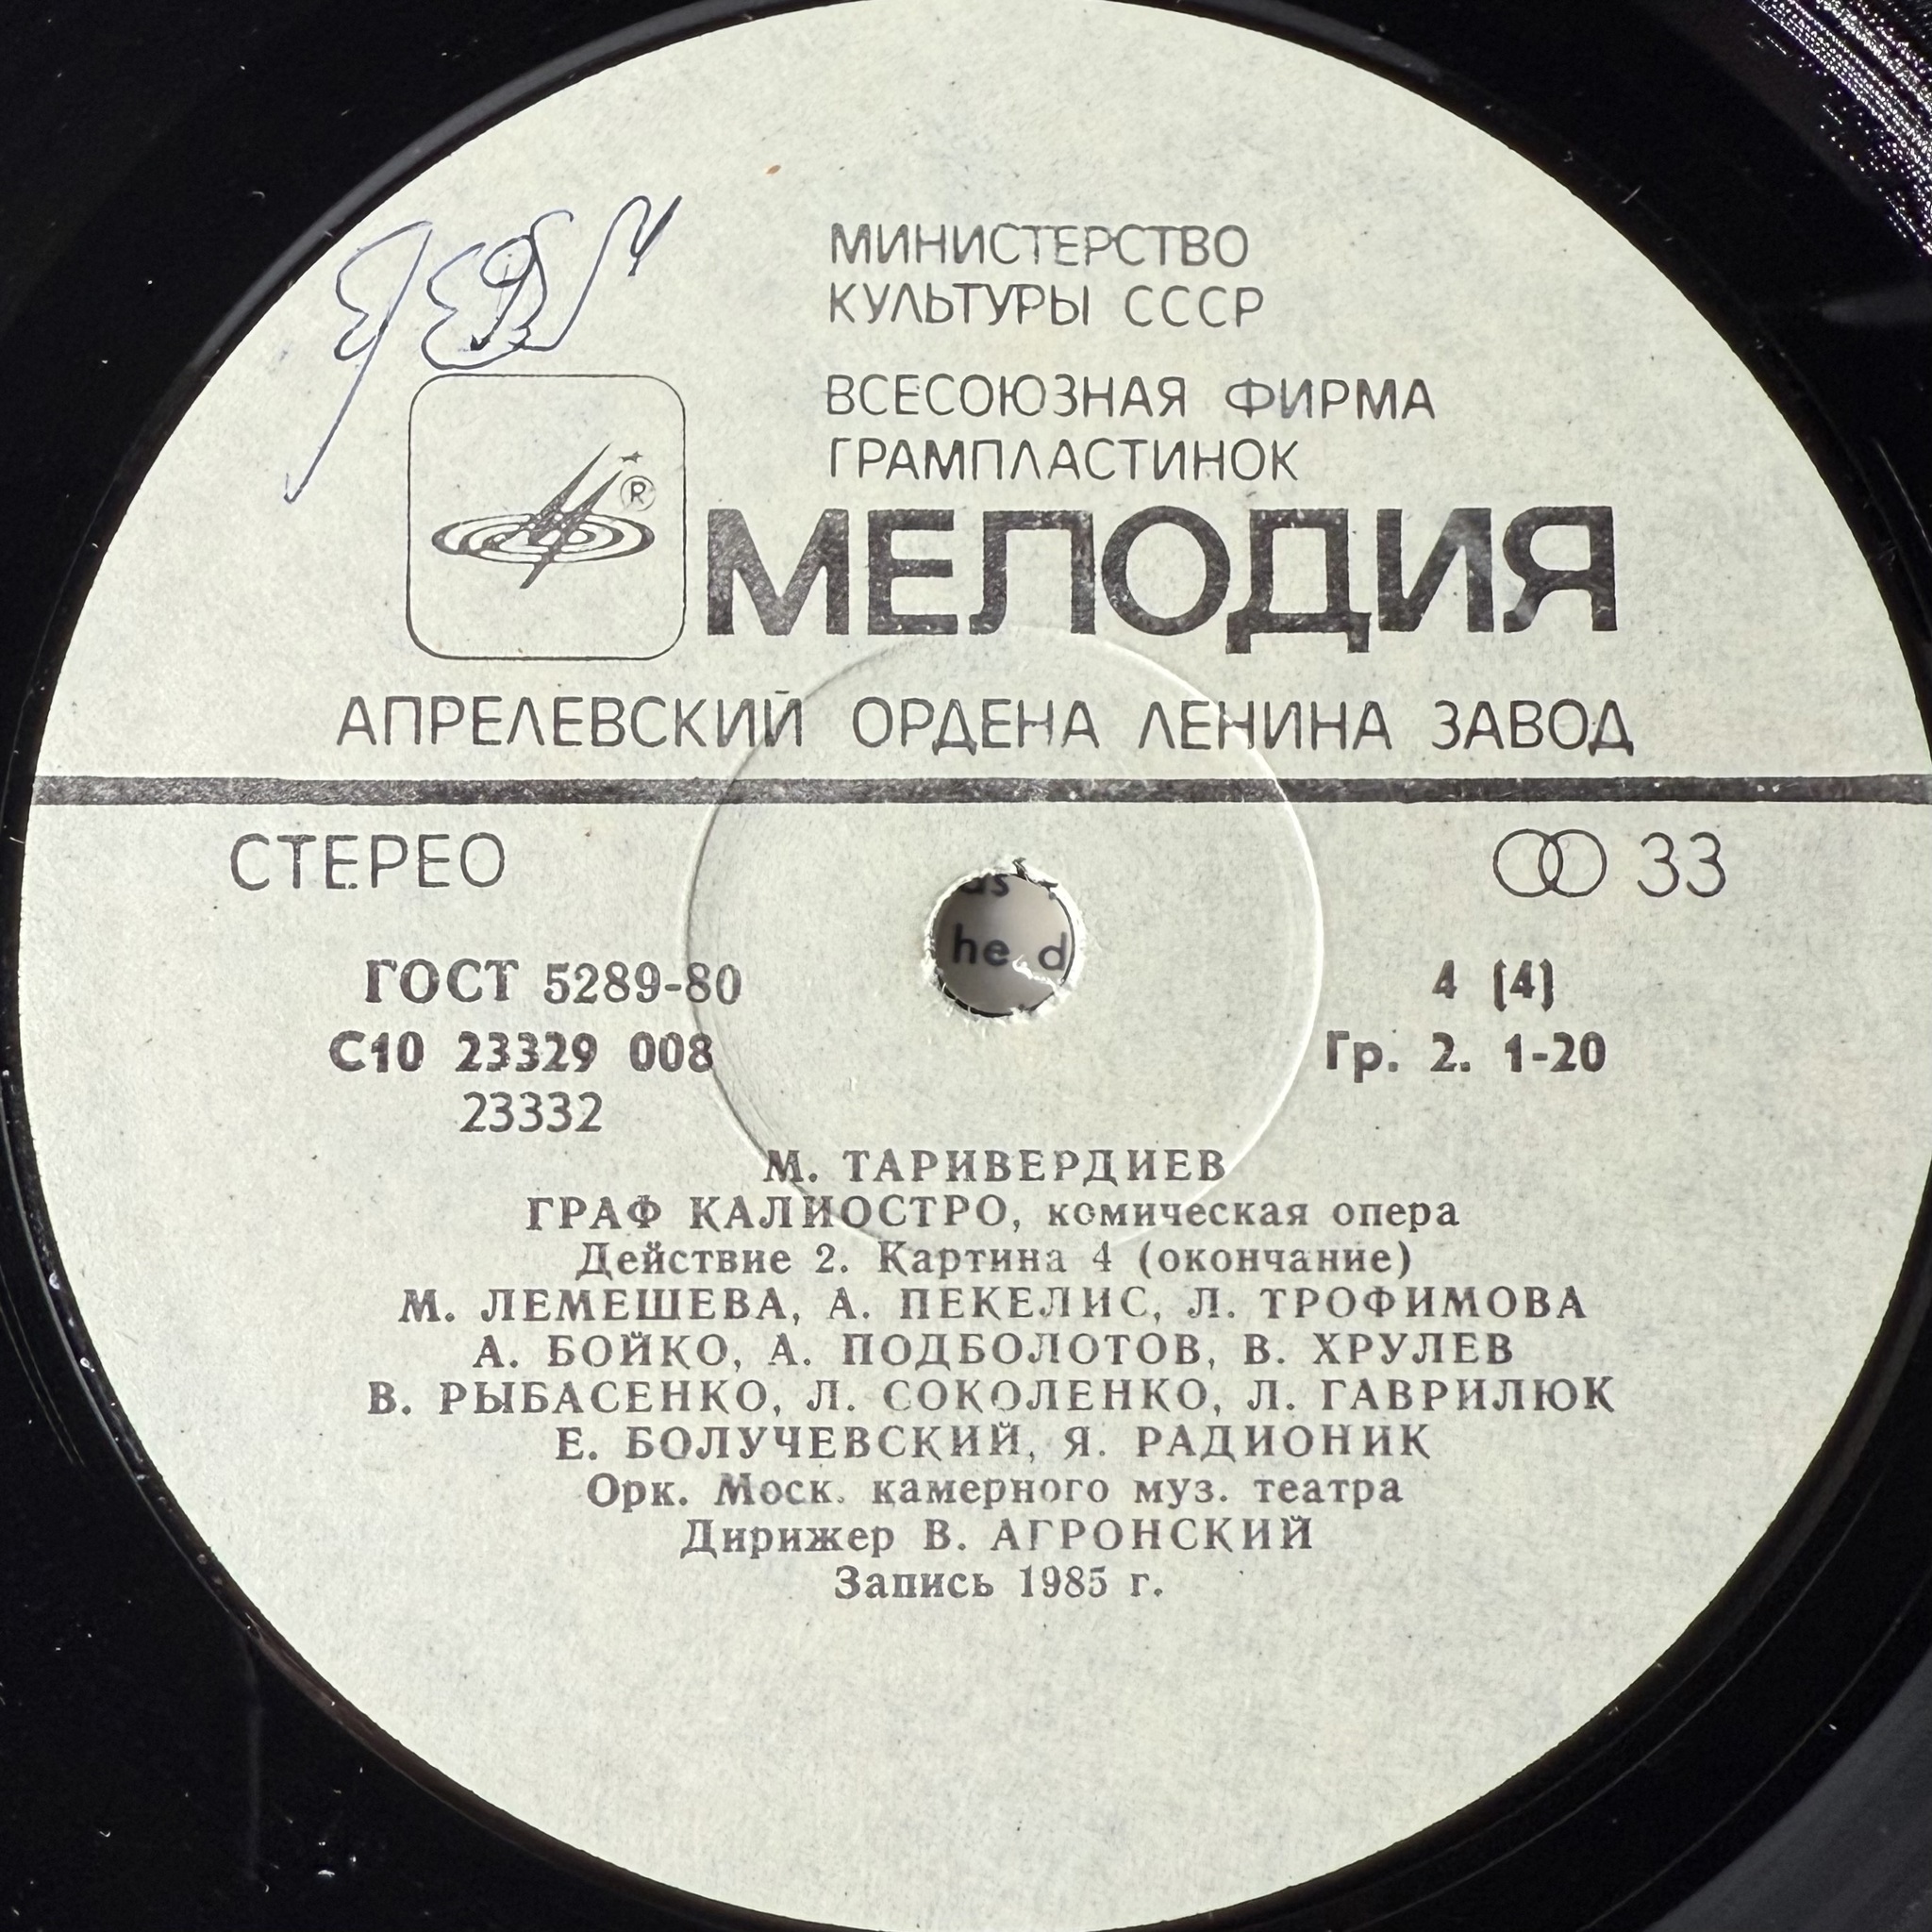 МИНИСТЕРСТВО
КУЛЬТУРЫ СССР
ВСЕСОЮЗНАЯ ФИРМА
ГРАМПЛАСТИНОК
®
МЕЛОДИЯ
АПРЕЛЕВСКИЙ ОРДЕНА ЛЕНИНА ЗАВОД
СТЕРЕО
33
he d
ГОСТ 5289-80
4 (4)
С10 23329 008
Гр. 2. 1-20
23332
М. ТАРИВЕРДИЕВ
ГРАФ КАЛИОСТРО, комическая опера
Действие 2. Картина 4 (окончание)
М. ЛЕМЕШЕВА, А. ПЕКЕЛИС, Л. ТРОФИМОВА
А. БОЙКО, А. ПОДБОЛОТОВ, В. ХРУЛЕВ
В. РЫБАСЕНКО, Л. СОКОЛЕНКО, Л. ГАВРИЛЮК
Е. БОЛУЧЕВСКИЙ, Я. РАДИОНИК
Орк. Моск. камерного муз. театра
Дирижер В. АГРОНСКИЙ
Запись 1985 г.